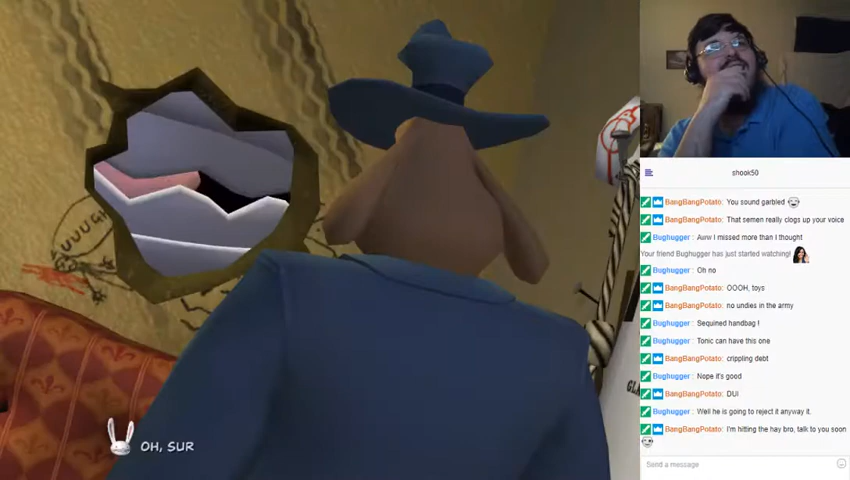 UUUGH
GLA
OH, SUR
shook50
BangBangPotato: You sound garbled
BangBangPotato: That semen really clogs up your voice
Bughugger: Aww I missed more than I thought
Your friend Bughugger has just started watching!
Bughugger: Oh no
BangBangPotato: OOOH, toys
BangBangPotato: no undies in the army
Bughugger: Sequined handbag !
Bughugger: Tonic can have this one
BangBangPotato: crippling debt
Bughugger: Nope it's good
BangBangPotato: DUI
Bughugger: Well he is going to reject it anyway it.
BangBangPotato: I'm hitting the hay bro, talk to you soon
Send a message